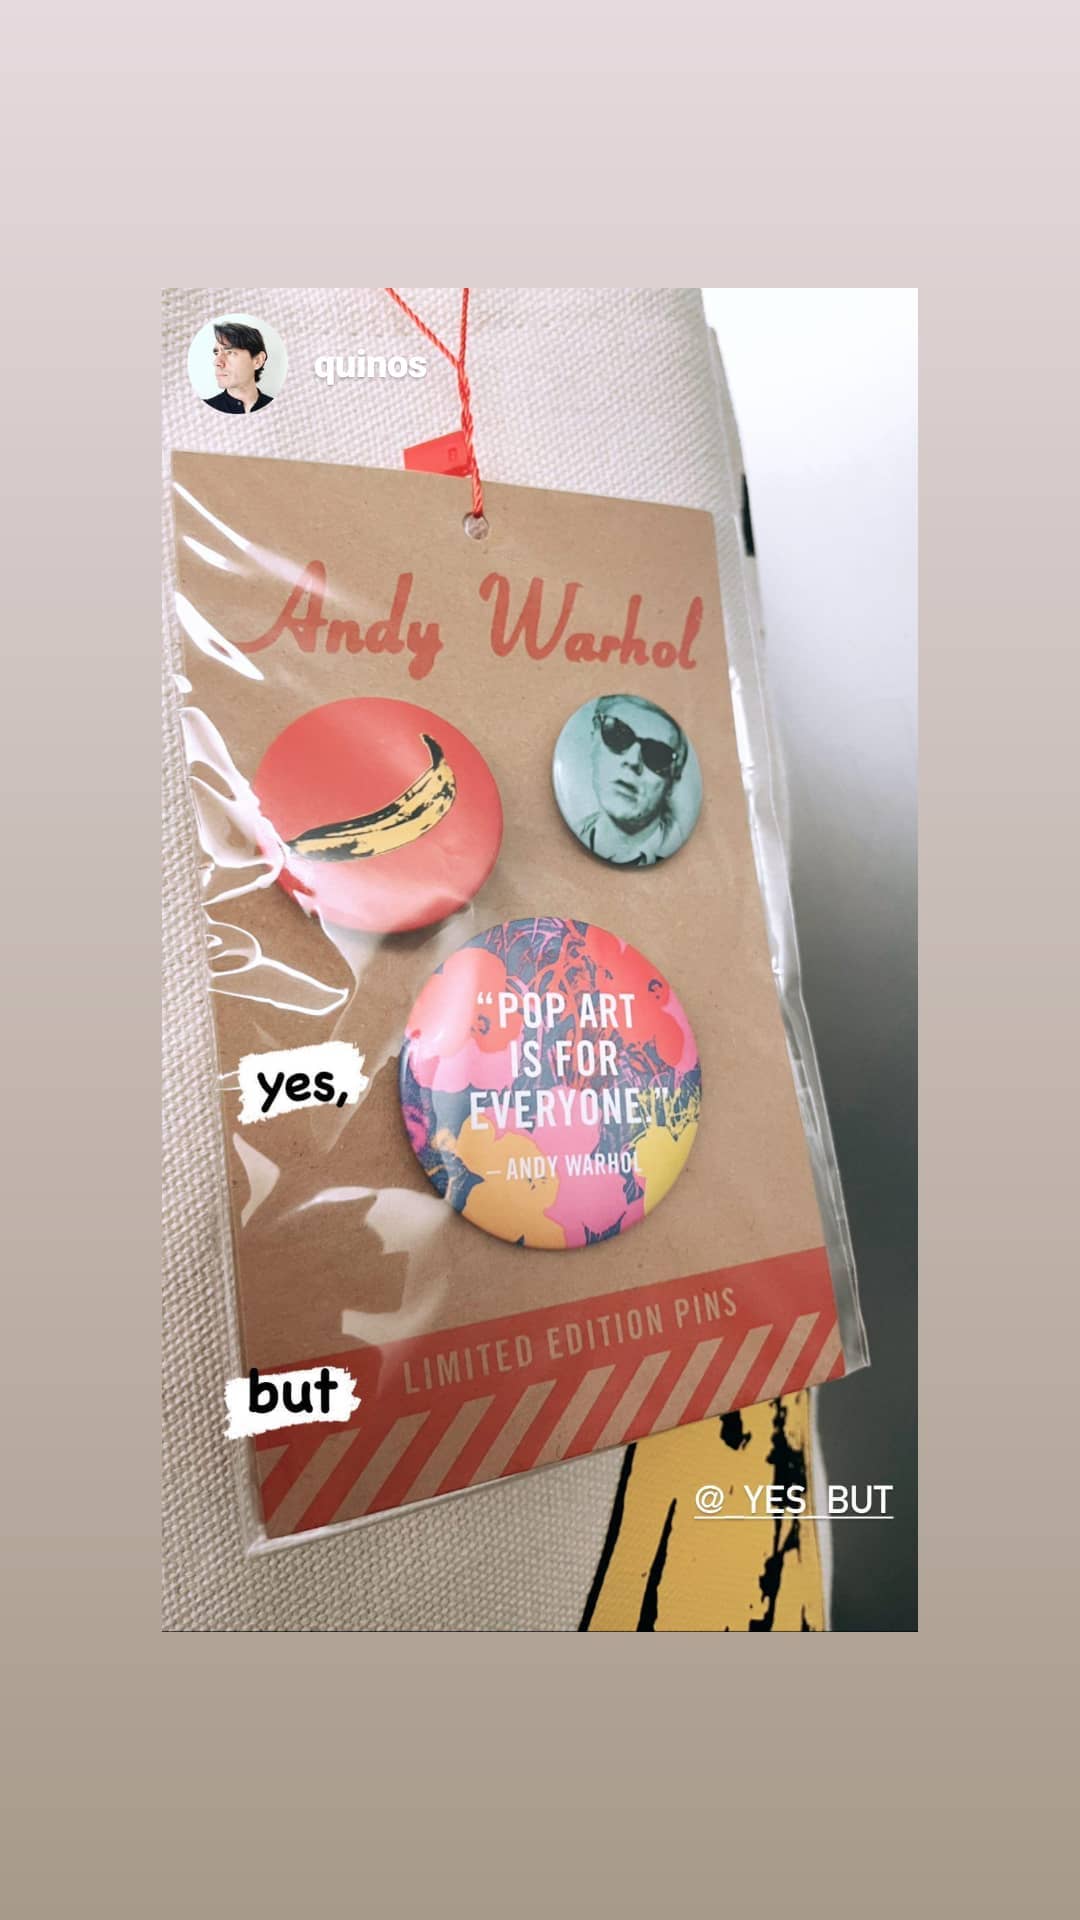 quinos
Andy Warhol
"POP ART
IS FOR
EVERYONE."
– ANDY WARHOL
yes,
LIMITED EDITION PINS
but
@_YES_BUT